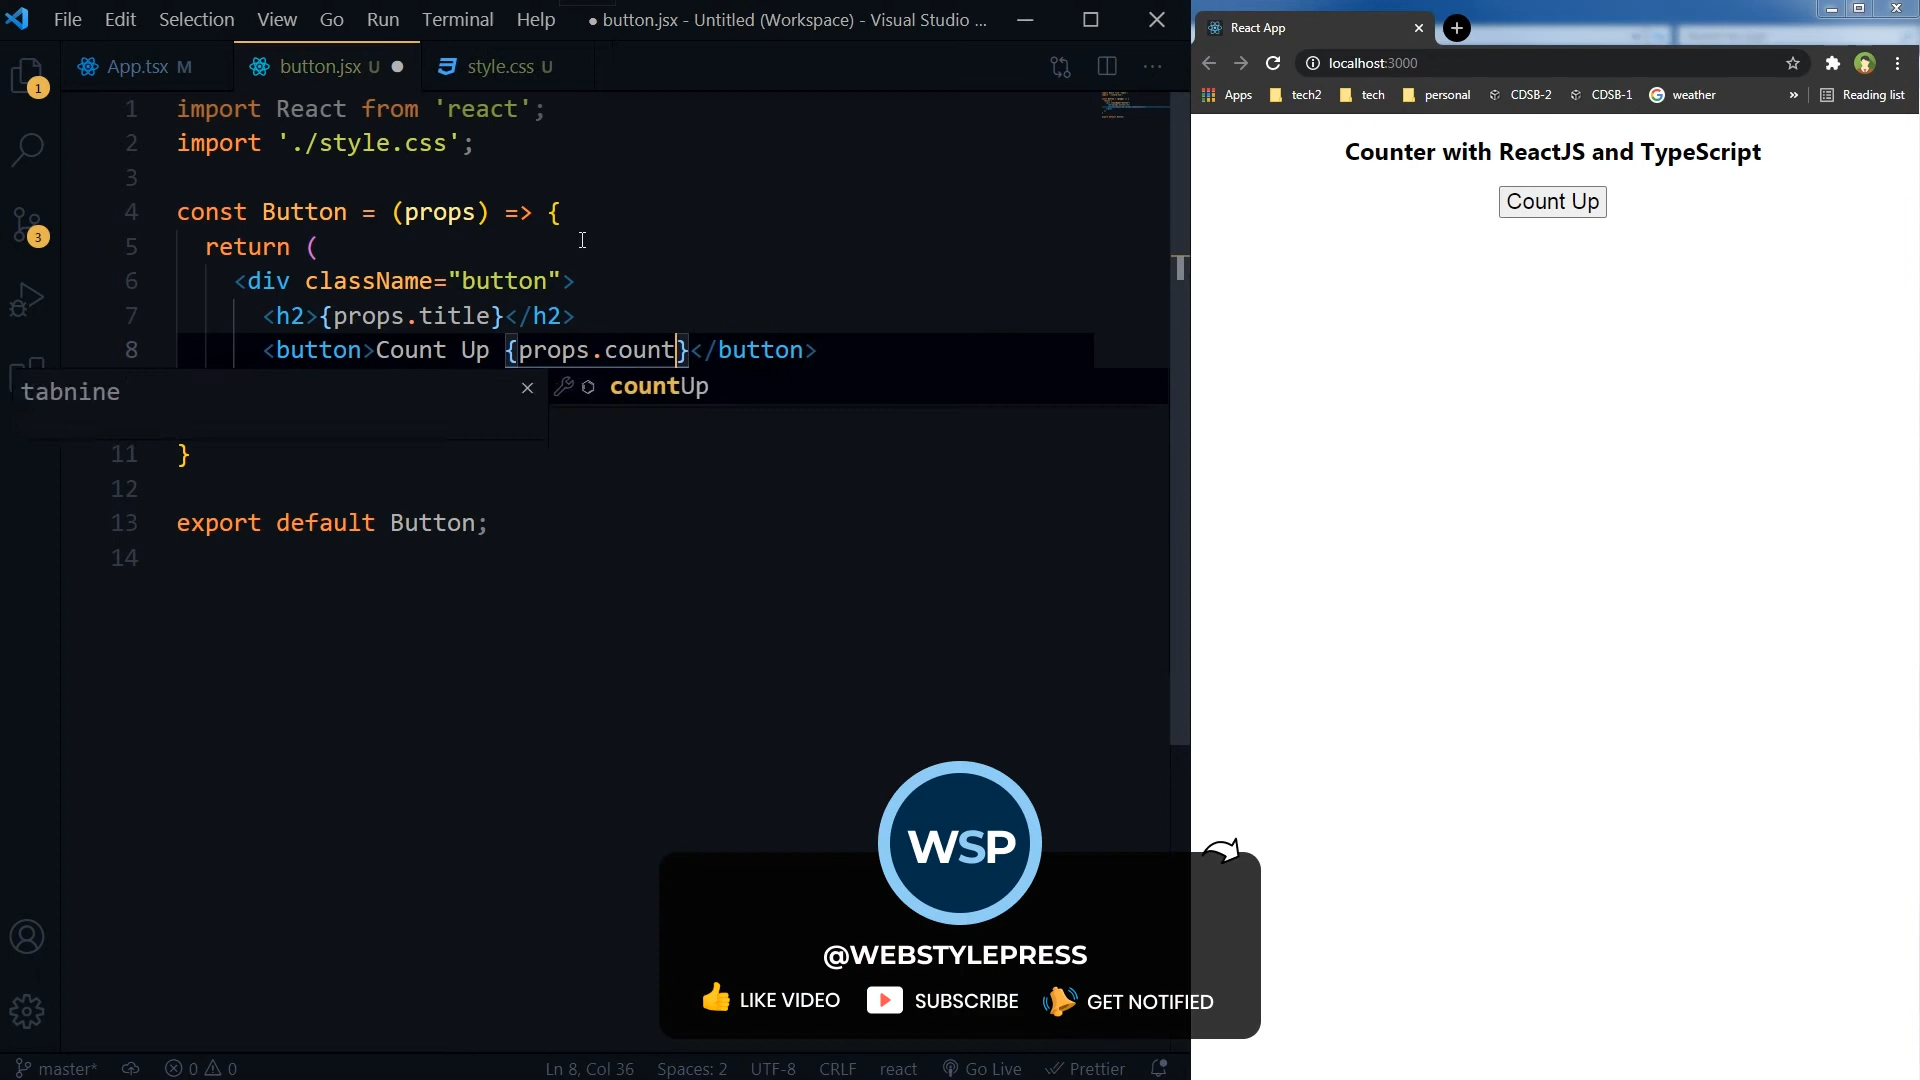 File Edit Selection View Go Run Terminal Help ● button.jsx - Untitled (Workspace) - Visual Studio ...
App.tsx M button.jsx U ● style.css U
1 import React from 'react';
2 import './style.css';
3
4 const Button = (props) => {
5 return (
6 <div className="button">
7 <h2>{props.title}</h2>
8 <button>Count Up {props.count}</button>
tabnine
countUp
11 }
12
13 export default Button;
14
1
3
master* 0 0 Ln 8, Col 36 Spaces: 2 UTF-8 CRLF react Go Live Prettier
React App
localhost:3000
Apps tech2 tech personal CDSB-2 CDSB-1 weather » Reading list
Counter with ReactJS and TypeScript
Count Up
WSP
@WEBSTYLEPRESS
LIKE VIDEO SUBSCRIBE GET NOTIFIED